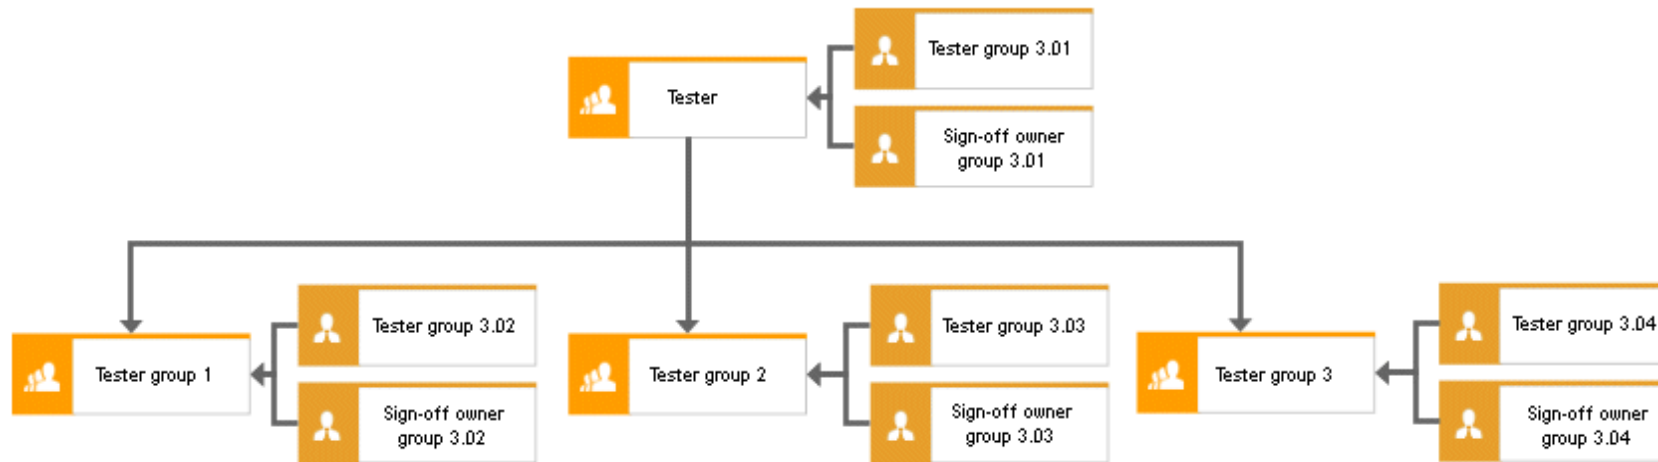 Tester group 3.01
Tester
Sign-off owner
group 3.01
Tester group 3.02
Tester group 1
Sign-off owner
group 3.02
Tester group 3.03
Tester group 2
Sign-off owner
group 3.03
Tester group 3.04
Tester group 3
Sign-off owner
group 3.04